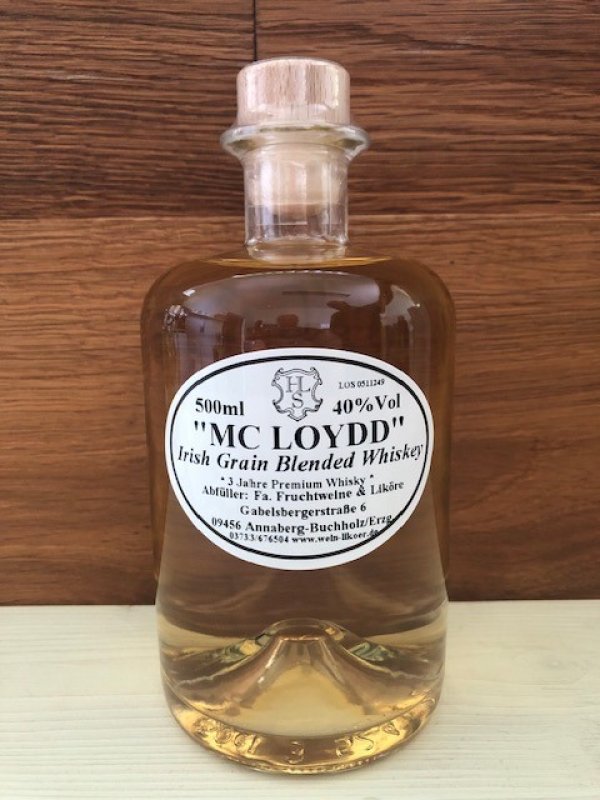 HLS
LOS 0511249
500ml 40%Vol
"MC LOYDD"
Irish Grain Blended Whiskey
* 3 Jahre Premium Whisky *
Abfüller: Fa. Fruchtweine & Liköre
Gabelsbergerstraße 6
09456 Annaberg-Buchholz/Erzg.
03733/676504 www.wein-likoer.de